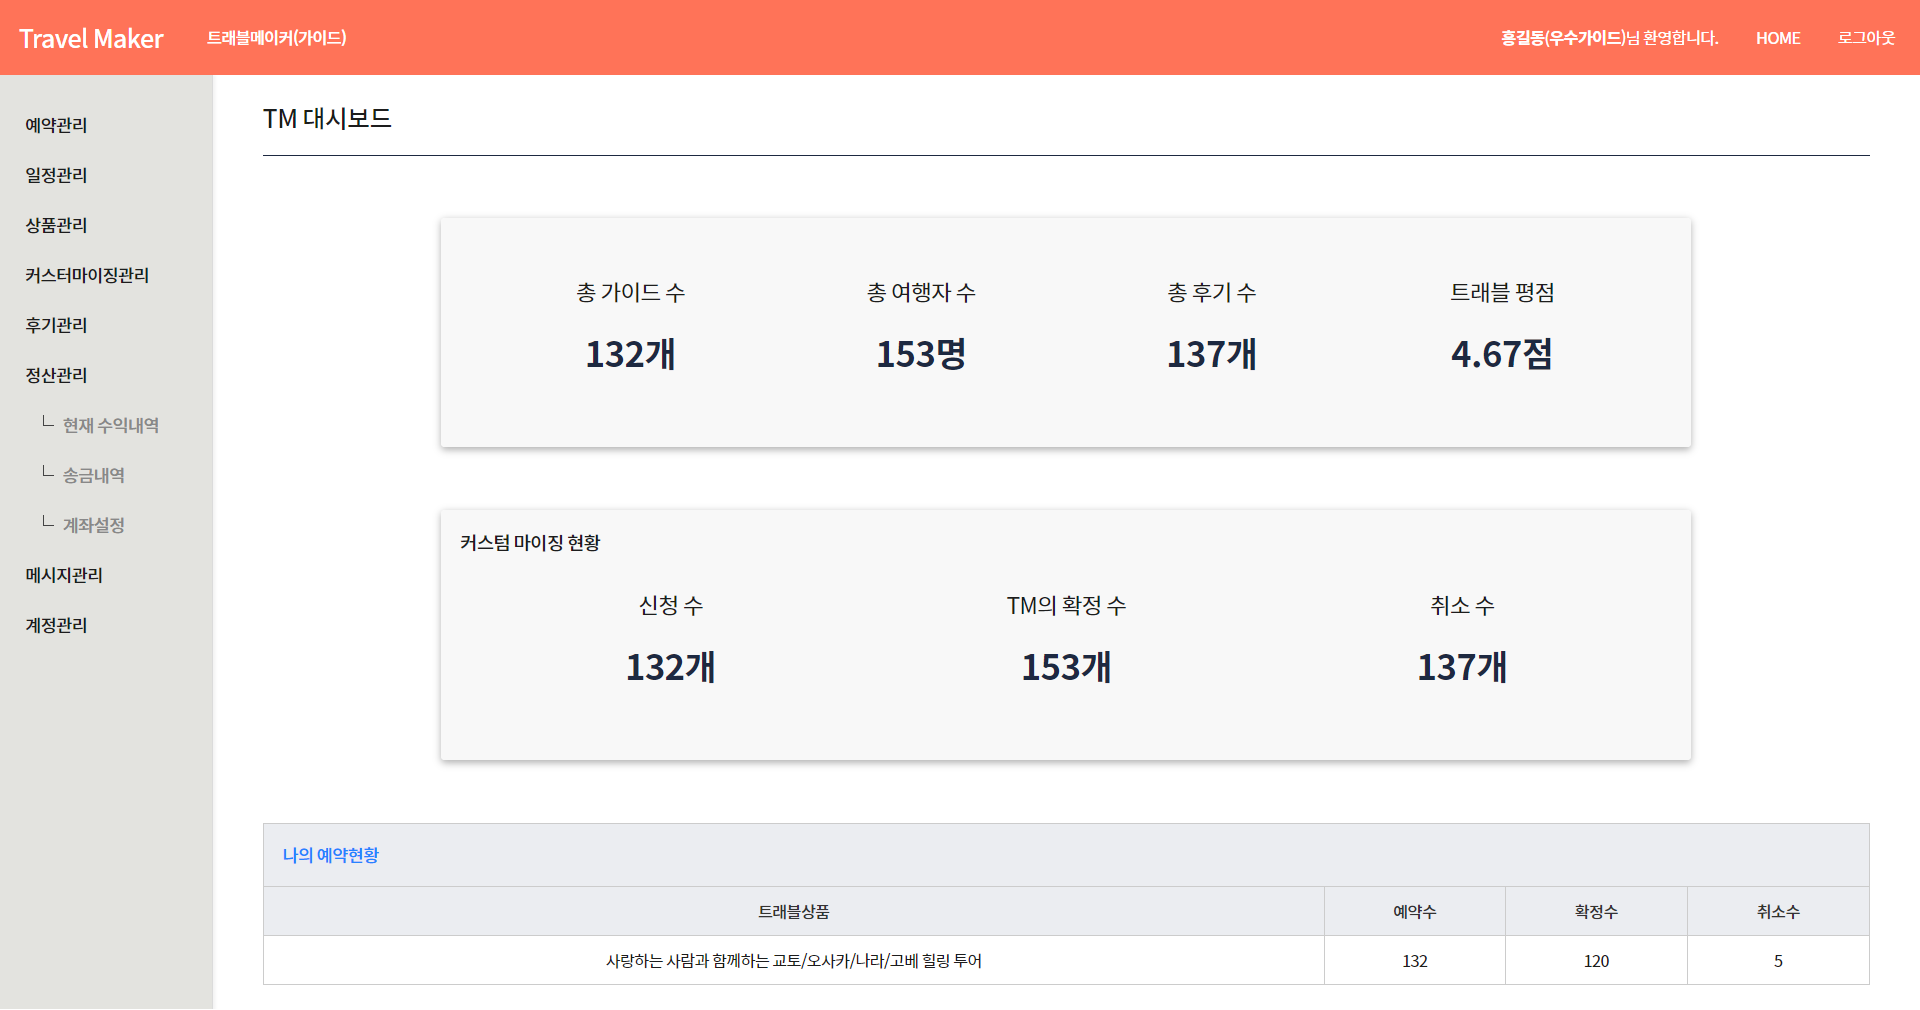 Travel Maker 트래블메이커(가이드) 홍길동(우수가이드)님 환영합니다. HOME 로그아웃
예약관리
일정관리
상품관리
커스터마이징관리
후기관리
정산관리
현재 수익내역
송금내역
계좌설정
메시지관리
계정관리
TM 대시보드
총 가이드 수 총 여행자 수 총 후기 수 트래블 평점
132개 153명 137개 4.67점
커스텀 마이징 현황
신청 수 TM의 확정 수 취소 수
132개 153개 137개
나의 예약현황
트래블상품 예약수 확정수 취소수
사랑하는 사람과 함께하는 교토/오사카/나라/고베 힐링 투어 132 120 5